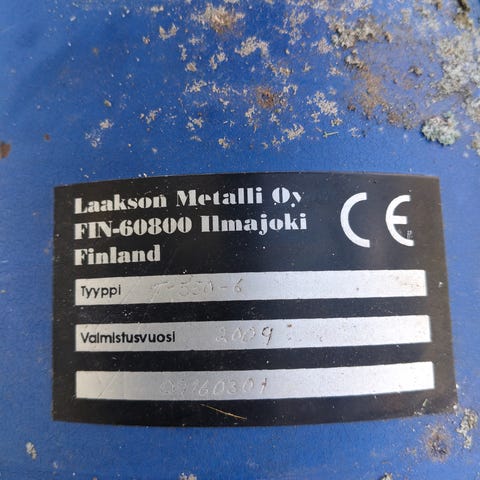 Laakson Metalli Oy
FIN-60800 Ilmajoki
Finland
CE
Tyyppi
Valmistusvuosi 2009